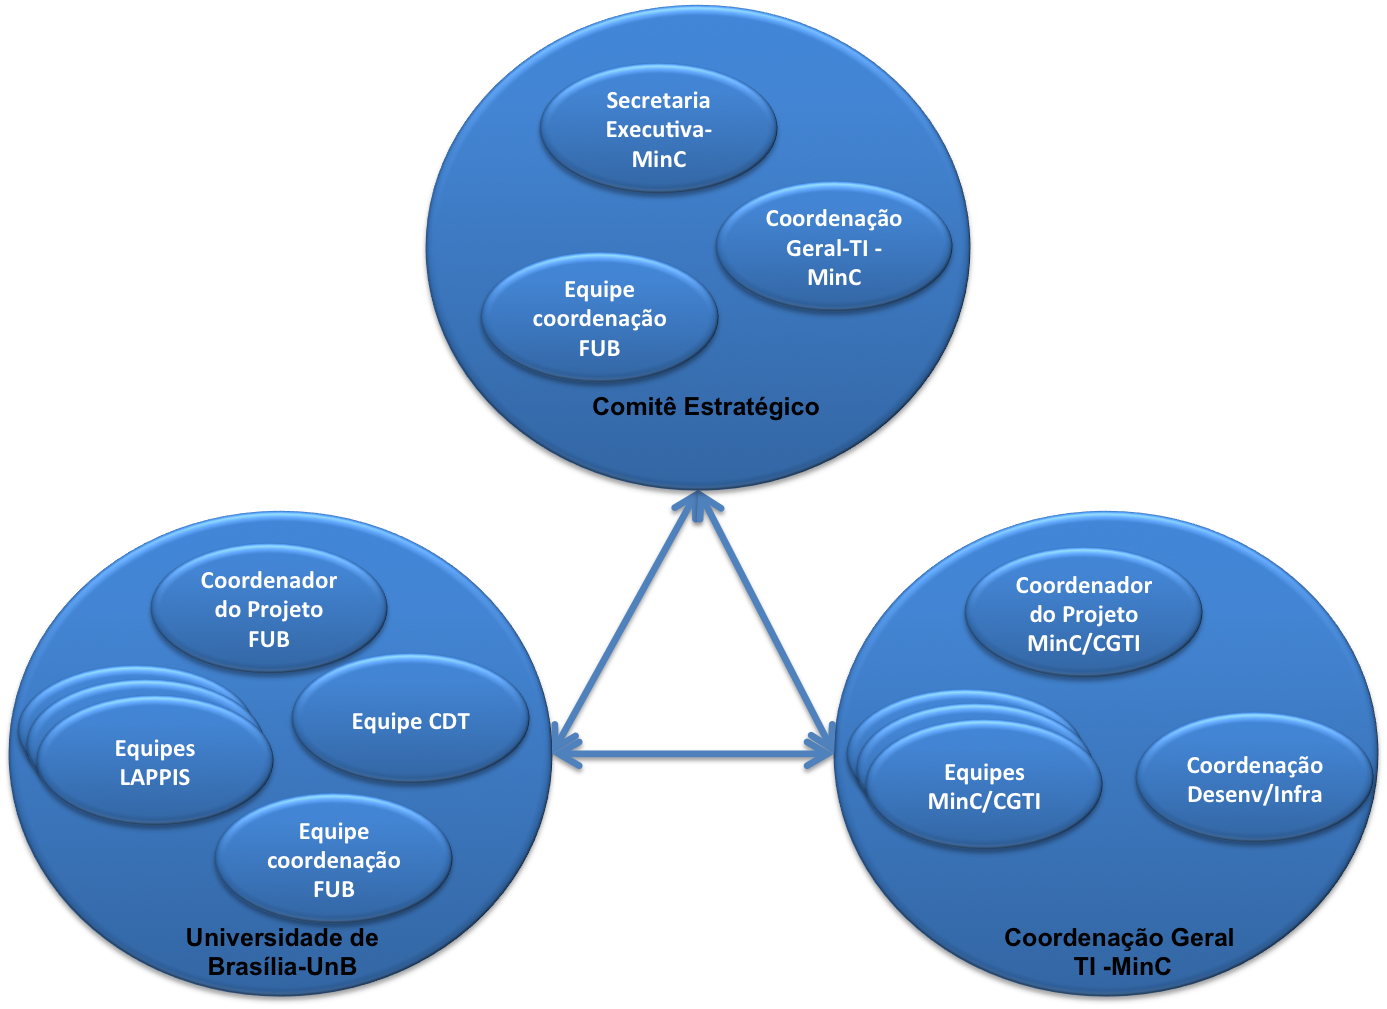 Secretaria
Executiva-
MinC
Coordenação
Geral-TI -
MinC
Equipe
coordenação
FUB
Comitê Estratégico
Coordenador
do Projeto
FUB
Equipe CDT
Equipes
LAPPIS
Equipe
coordenação
FUB
Universidade de
Brasília-UnB
Coordenador
do Projeto
MinC/CGTI
Equipes
MinC/CGTI
Coordenação
Desenv/Infra
Coordenação Geral
TI -MinC